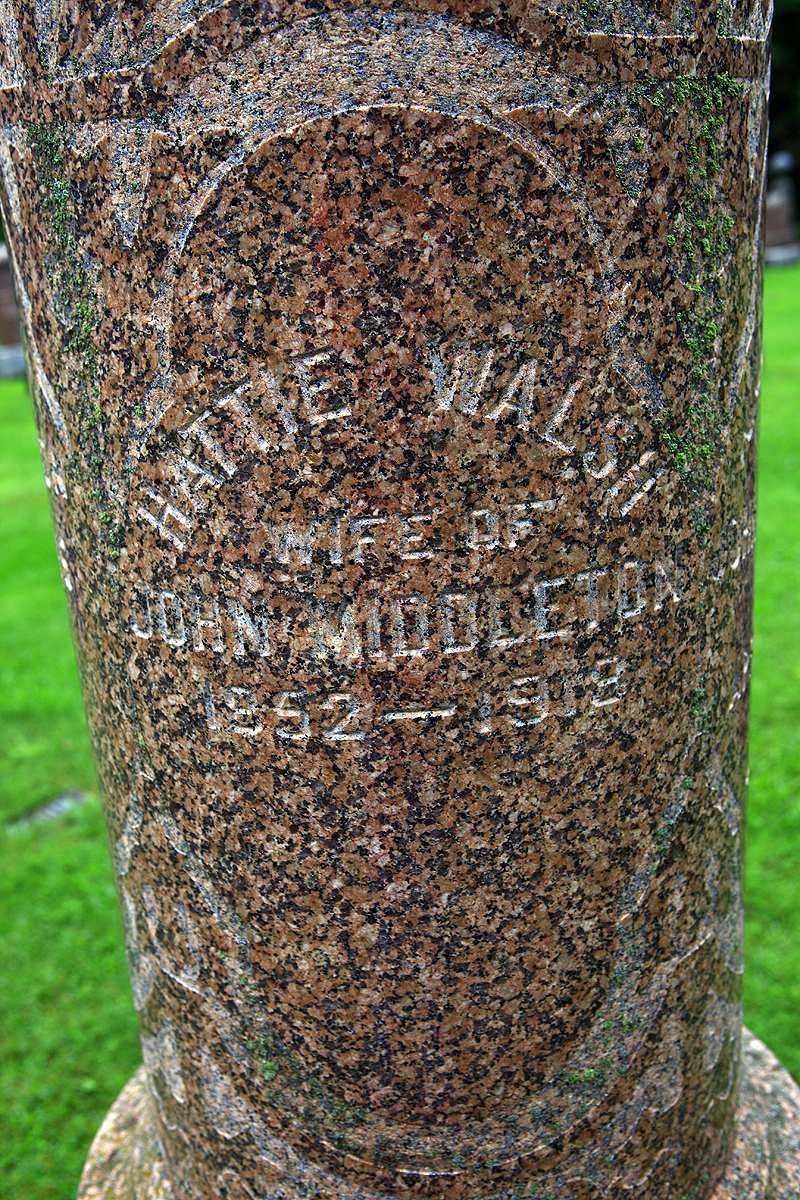 HATTIE WALSH
WIFE OF
JOHN MIDDLETON
1852 — 1918